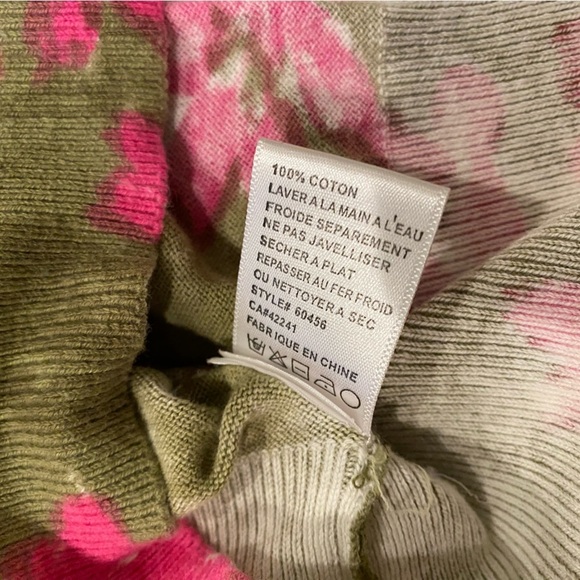 100% COTON
LAVER A LA MAIN A L'EAU
FROIDE SEPAREMENT
NE PAS JAVELLISER
SECHER A PLAT
REPASSER AU FER FROID
OU NETTOYER A SEC
STYLE# 60456
CA#42241
FABRIQUE EN CHINE